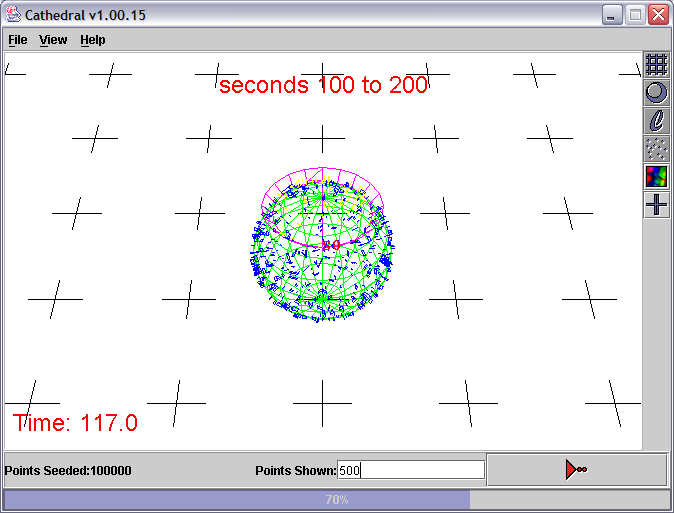 Cathedral v1.00.15
File View Help
seconds 100 to 200
Time: 117.0
Points Seeded:100000 Points Shown: 500
70%